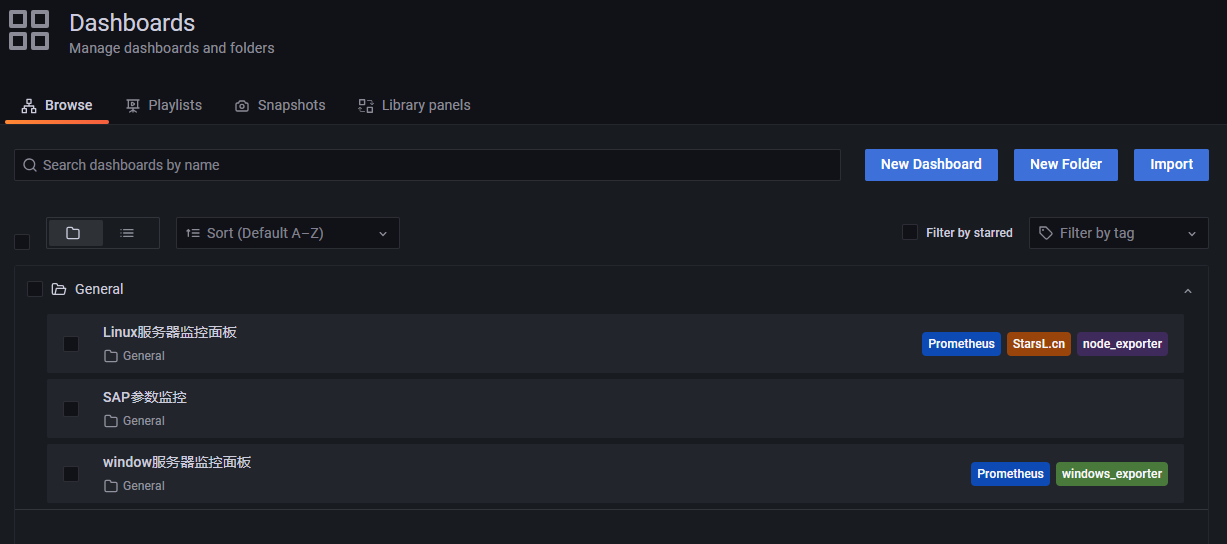 Dashboards
Manage dashboards and folders
Browse Playlists Snapshots Library panels
Search dashboards by name New Dashboard New Folder Import
Sort (Default A–Z) Filter by starred Filter by tag
General
Linux服务器监控面板
General
Prometheus StarsL.cn node_exporter
SAP参数监控
General
window服务器监控面板
General
Prometheus windows_exporter